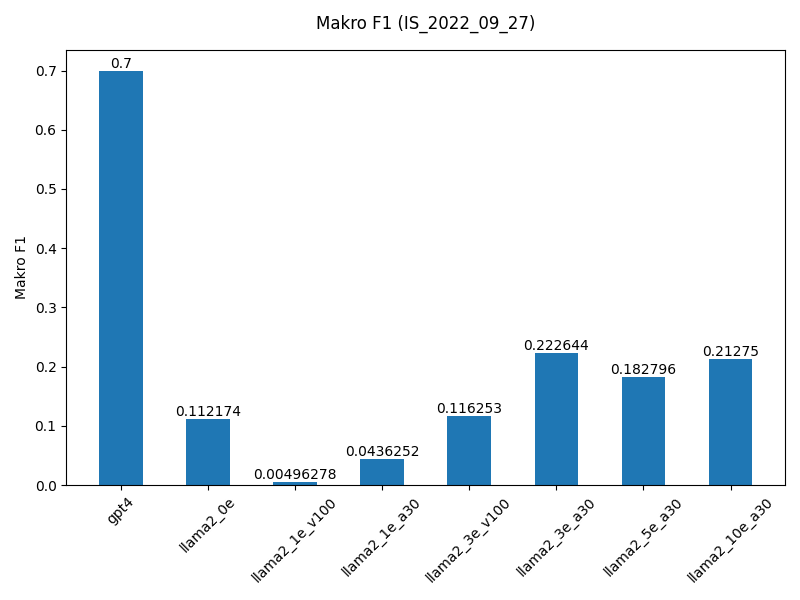 Makro F1 (IS_2022_09_27)
Makro F1
0.7
0.6
0.5
0.4
0.3
0.2
0.1
0.0
0.7
0.112174
0.00496278
0.0436252
0.116253
0.222644
0.182796
0.21275
gpt4
llama2_0e
llama2_1e_v100
llama2_1e_a30
llama2_3e_v100
llama2_3e_a30
llama2_5e_a30
llama2_10e_a30